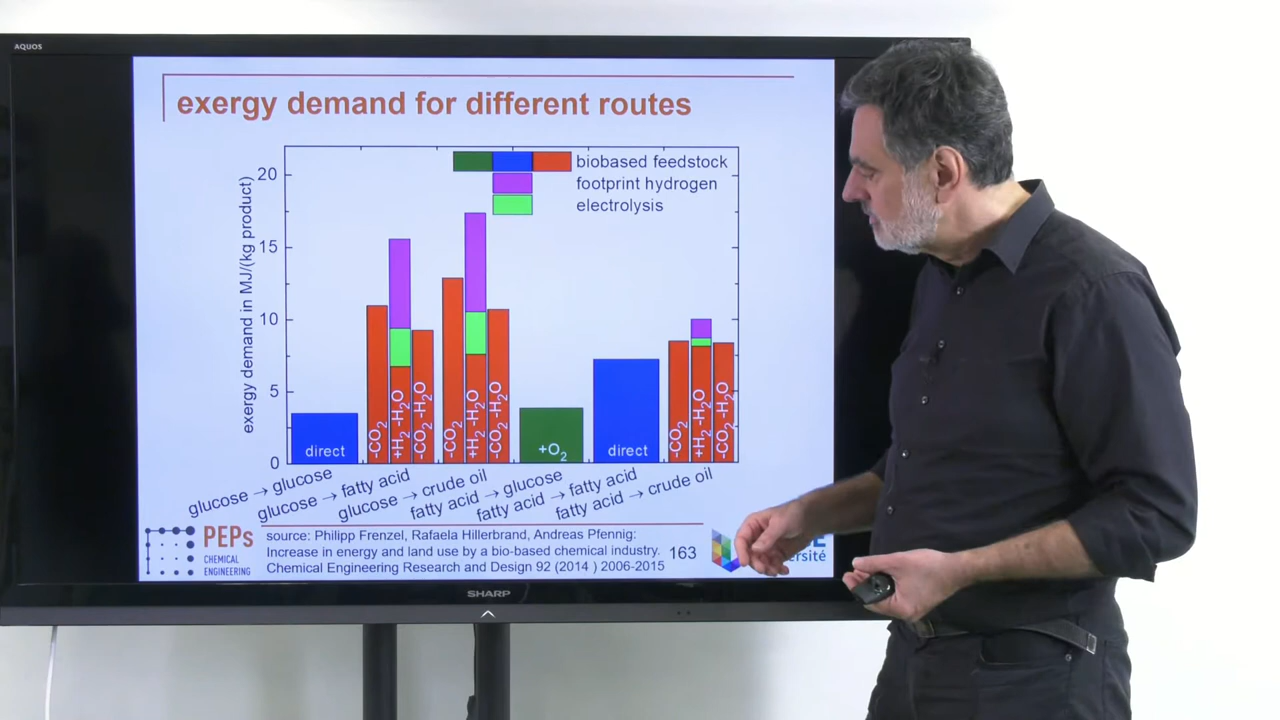 AQUOS
exergy demand for different routes
exergy demand in MJ/(kg product)
20
15
10
5
0
biobased feedstock
footprint hydrogen
electrolysis
direct
-CO2
+H2 -H2O
-CO2 -H2O
-CO2
+H2 -H2O
-CO2 -H2O
+O2
direct
-CO2
+H2 -H2O
-CO2 -H2O
glucose → glucose
glucose → fatty acid
glucose → crude oil
fatty acid → glucose
fatty acid → fatty acid
fatty acid → crude oil
PEPs
CHEMICAL
ENGINEERING
source: Philipp Frenzel, Rafaela Hillerbrand, Andreas Pfennig:
Increase in energy and land use by a bio-based chemical industry.
Chemical Engineering Research and Design 92 (2014 ) 2006-2015
163
SHARP